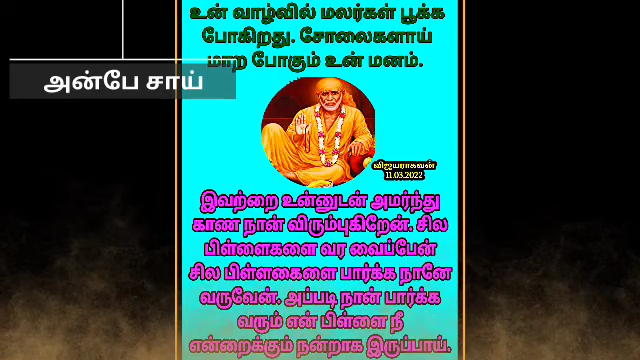 உன் வாழ்வில் மலர்கள் பூக்க
போகிறது. சோலைகளாய்
மாற போகும் உன் மனம்.
அன்பே சாய்
விஜயராகவன்
11.03.2022
இவற்றை உன்னுடன் அமர்ந்து
காண நான் விரும்புகிறேன். சில
பிள்ளைகளை வர வைப்பேன்
சில பிள்ளகைளை பார்க்க நானே
வருவேன். அப்படி நான் பார்க்க
வரும் என் பிள்ளை நீ
என்றைக்கும் நன்றாக இருப்பாய்.